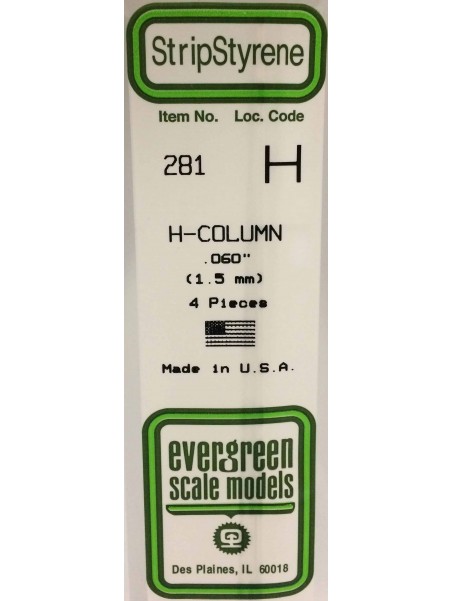 StripStyrene
Item No. Loc. Code
281 H
H-COLUMN
.060"
(1.5 mm)
4 Pieces
Made in U.S.A.
evergreen
scale models
Des Plaines, IL 60018